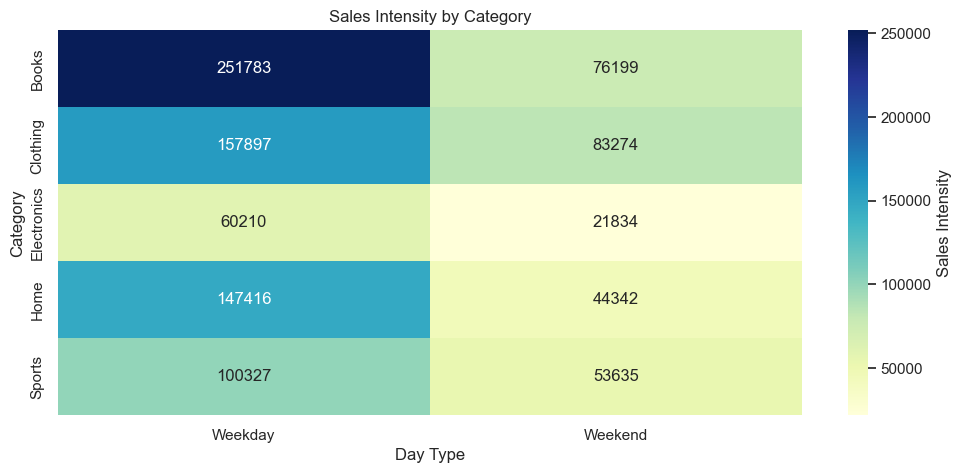 Sales Intensity by Category
Category
Books
251783
76199
Clothing
157897
83274
Electronics
60210
21834
Home
147416
44342
Sports
100327
53635
Weekday
Weekend
Day Type
250000
200000
150000
100000
50000
Sales Intensity